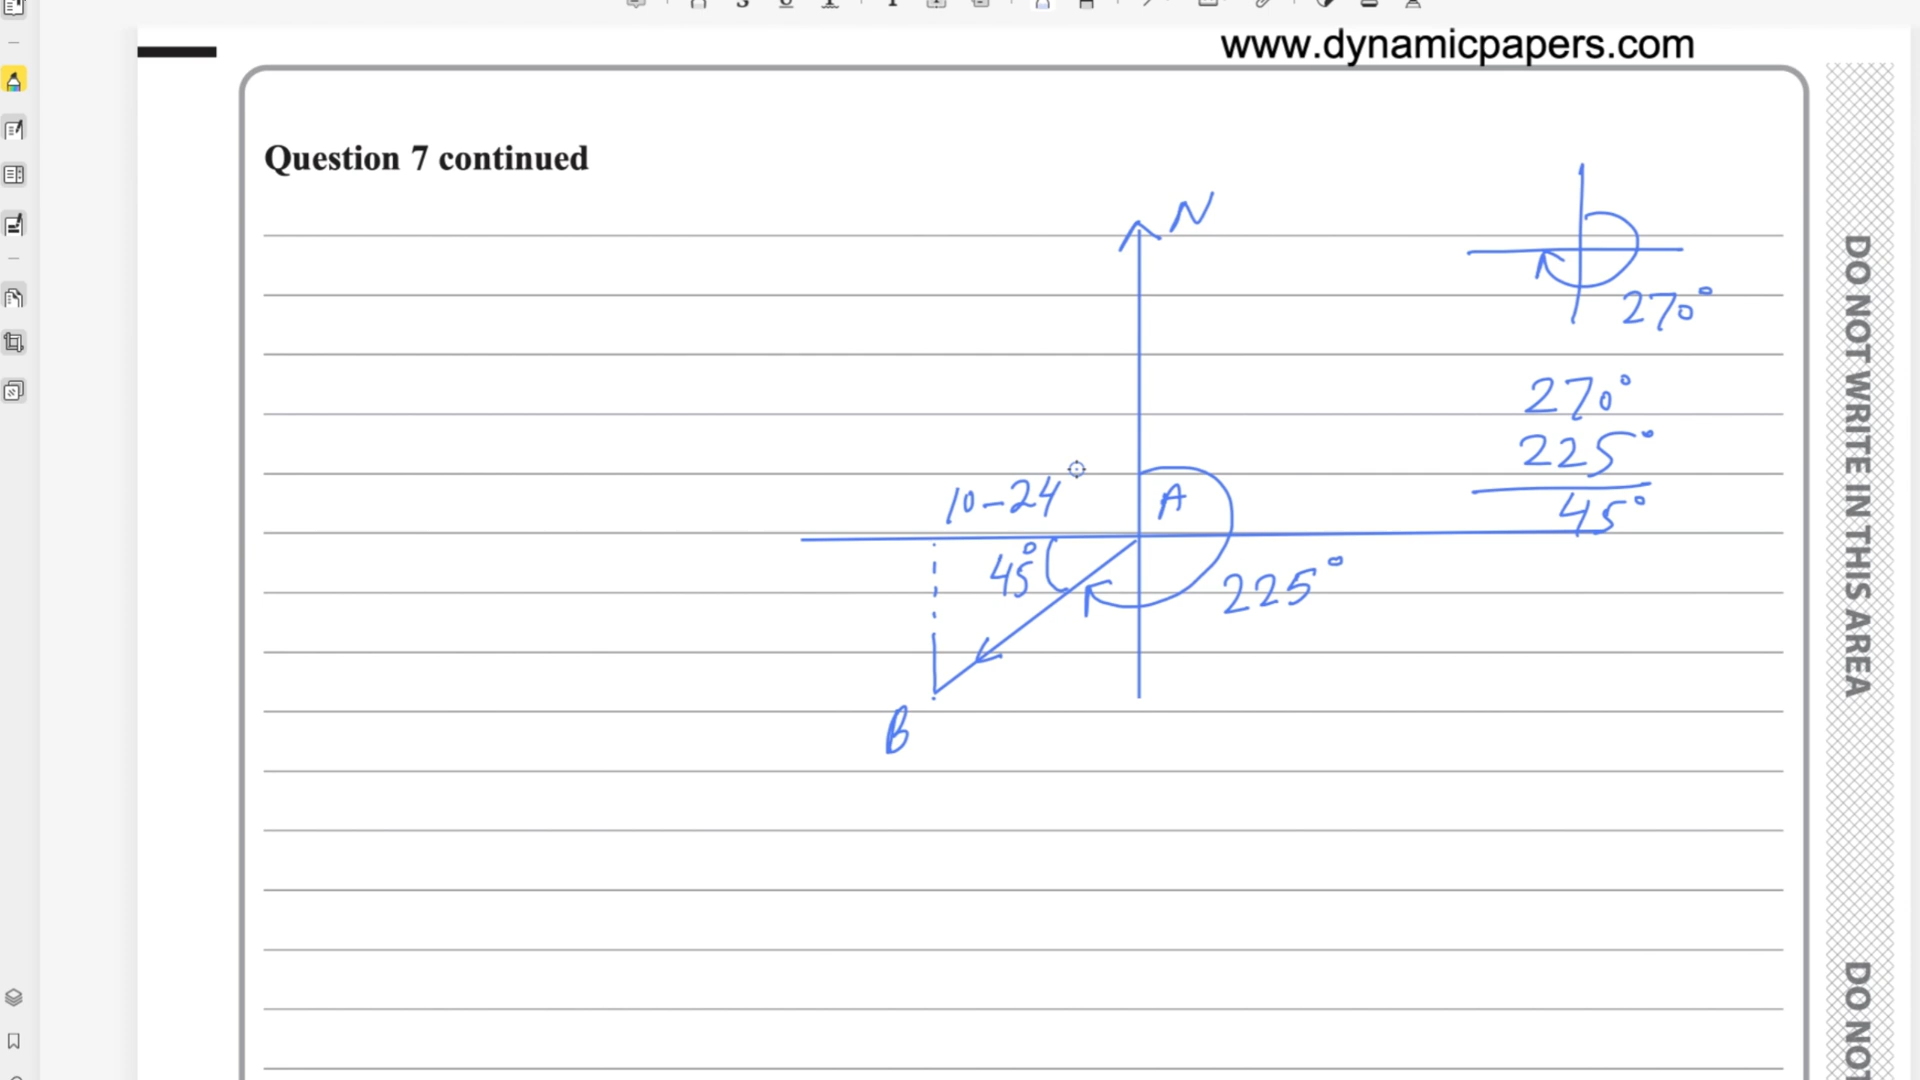 www.dynamicpapers.com
Question 7 continued
N
270°
270°
225°
45°
10-24
A
45°
225°
B
DO NOT WRITE IN THIS AREA
DO NOT